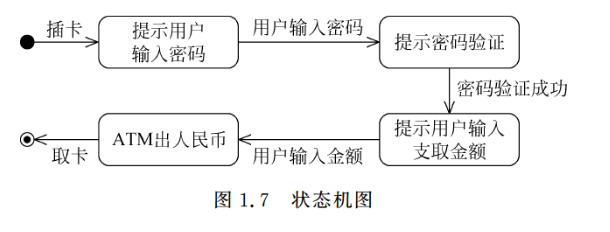 插卡
提示用户
输入密码
用户输入密码
提示密码验证
密码验证成功
提示用户输入
支取金额
用户输入金额
ATM出人民币
取卡
图 1.7 状态机图